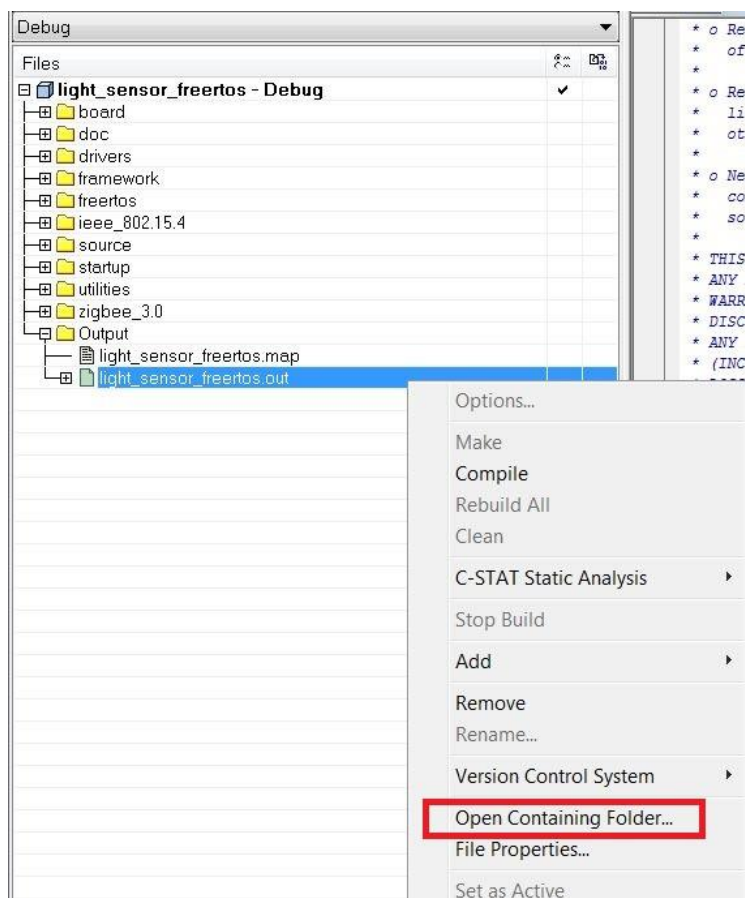 Debug
Files
light_sensor_freertos - Debug
board
doc
drivers
framework
freertos
ieee_802.15.4
source
startup
utilities
zigbee_3.0
Output
light_sensor_freertos.map
light_sensor_freertos.out
* o Re
* of
*
* o Re
* li
* ot
*
* o Ne
* co
* so
*
* THIS
* ANY
* WARR
* DISC
* ANY
* (INC
Options...
Make
Compile
Rebuild All
Clean
C-STAT Static Analysis
Stop Build
Add
Remove
Rename...
Version Control System
Open Containing Folder...
File Properties...
Set as Active